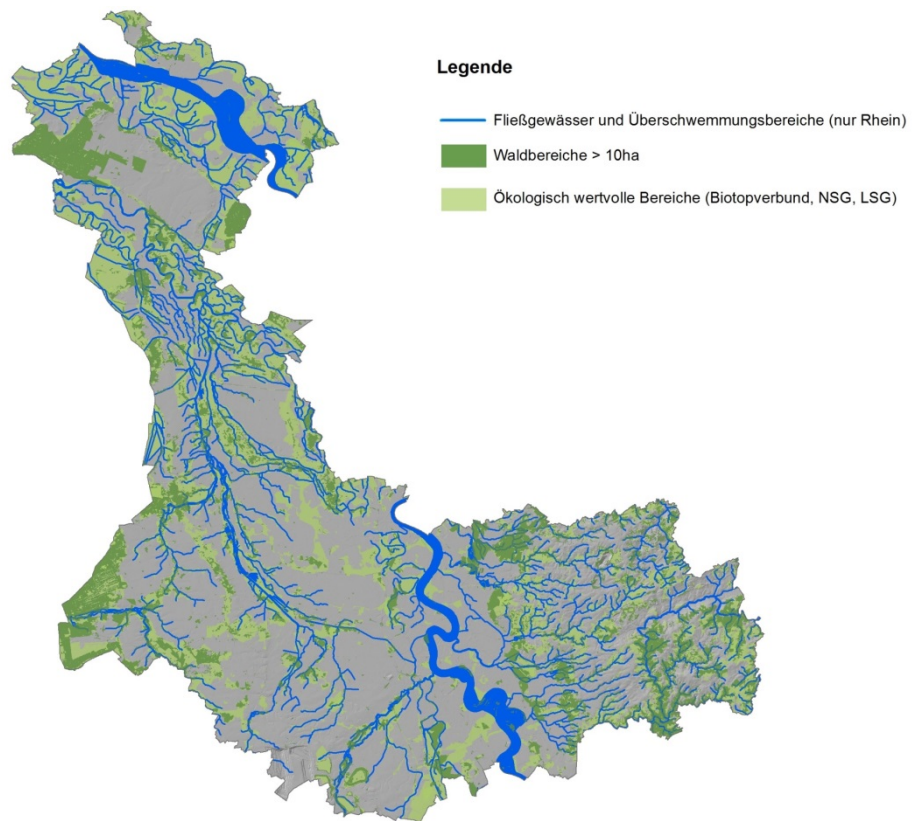 Legende
Fließgewässer und Überschwemmungsbereiche (nur Rhein)
Waldbereiche > 10ha
Ökologisch wertvolle Bereiche (Biotopverbund, NSG, LSG)